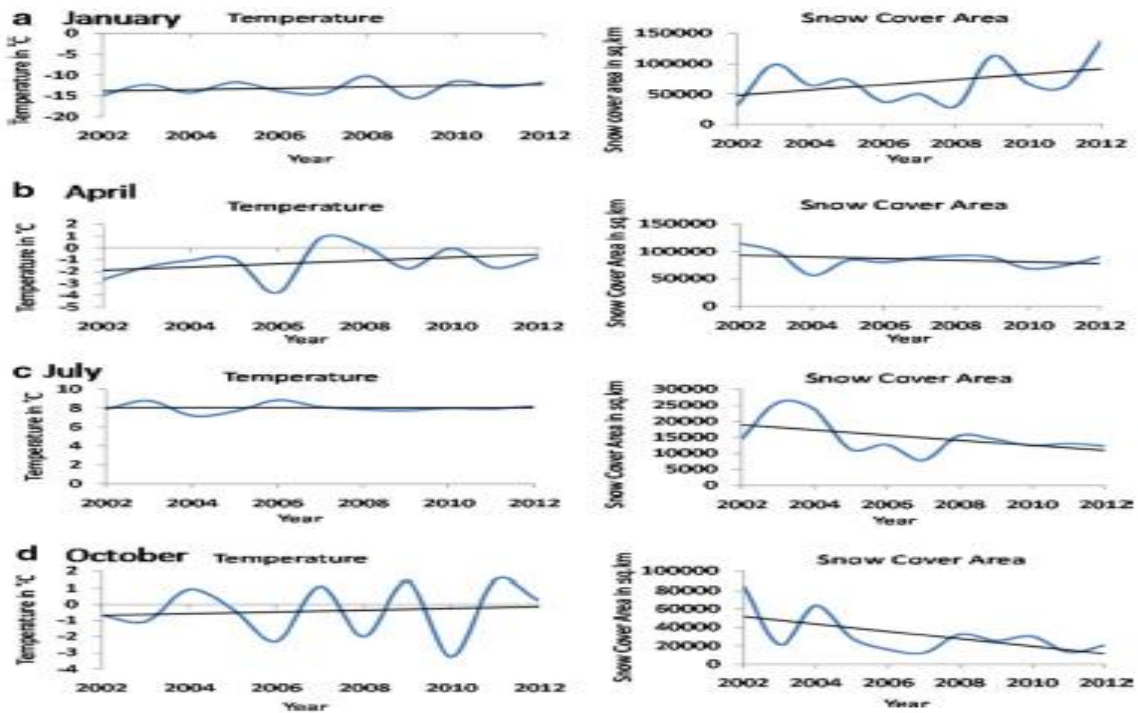 a January
Temperature
Snow Cover Area
Temperature in °C
0
-5
-10
-15
-20
2002 2004 2006 2008 2010 2012
Year
Snow cover area in sq.km
150000
100000
50000
0
2002 2004 2006 2008 2010 2012
Year
b April
Temperature
Snow Cover Area
Temperature in °C
2
1
0
-1
-2
-3
-4
-5
2002 2004 2006 2008 2010 2012
Year
Snow Cover Area in sq.km
150000
100000
50000
0
2002 2004 2006 2008 2010 2012
Year
c July
Temperature
Snow Cover Area
Temperature in °C
10
8
6
4
2
0
2002 2004 2006 2008 2010 2012
Year
Snow Cover Area in sq.km
30000
25000
20000
15000
10000
5000
0
2002 2004 2006 2008 2010 2012
Year
d October
Temperature
Snow Cover Area
Temperature in °C
2
1
0
-1
-2
-3
-4
2002 2004 2006 2008 2010 2012
Year
Snow Cover Area in sq.km
100000
80000
60000
40000
20000
0
2002 2004 2006 2008 2010 2012
Year